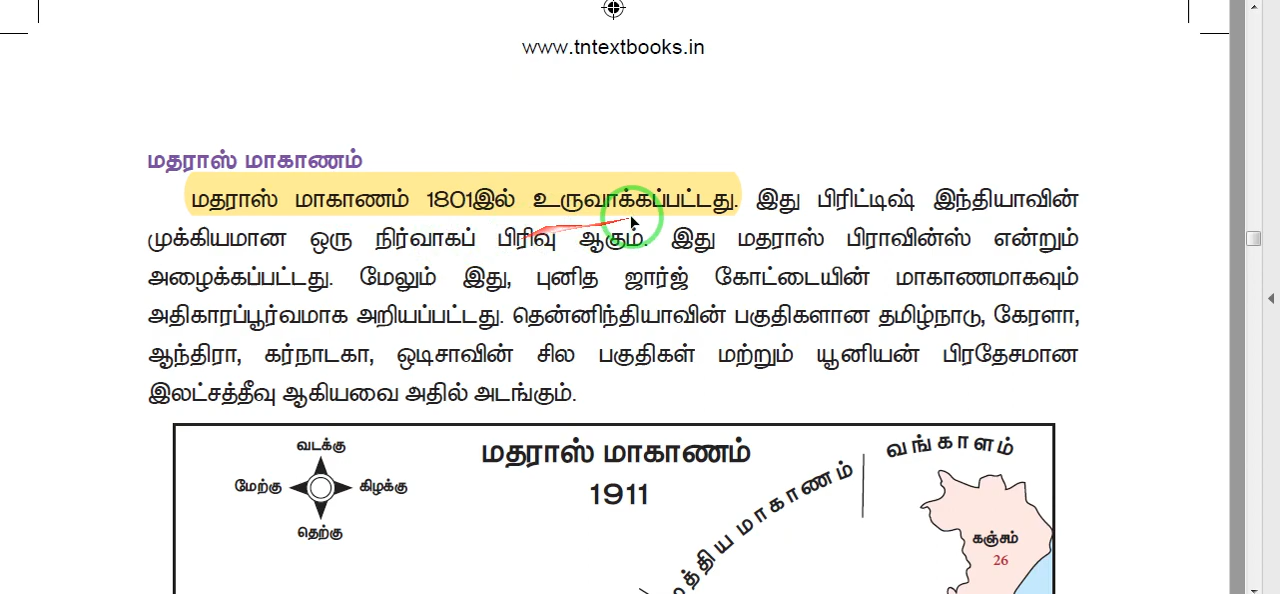 www.tntextbooks.in
மதராஸ் மாகாணம்
மதராஸ் மாகாணம் 1801இல் உருவாக்கப்பட்டது. இது பிரிட்டிஷ் இந்தியாவின்
முக்கியமான ஒரு நிர்வாகப் பிரிவு ஆகும். இது மதராஸ் பிராவின்ஸ் என்றும்
அழைக்கப்பட்டது. மேலும் இது, புனித ஜார்ஜ் கோட்டையின் மாகாணமாகவும்
அதிகாரப்பூர்வமாக அறியப்பட்டது. தென்னிந்தியாவின் பகுதிகளான தமிழ்நாடு, கேரளா,
ஆந்திரா, கர்நாடகா, ஒடிசாவின் சில பகுதிகள் மற்றும் யூனியன் பிரதேசமான
இலட்சத்தீவு ஆகியவை அதில் அடங்கும்.
வடக்கு
மேற்கு கிழக்கு
தெற்கு
மதராஸ் மாகாணம்
1911
மத்திய மாகாணம்
வங்காளம்
கஞ்சம்
26